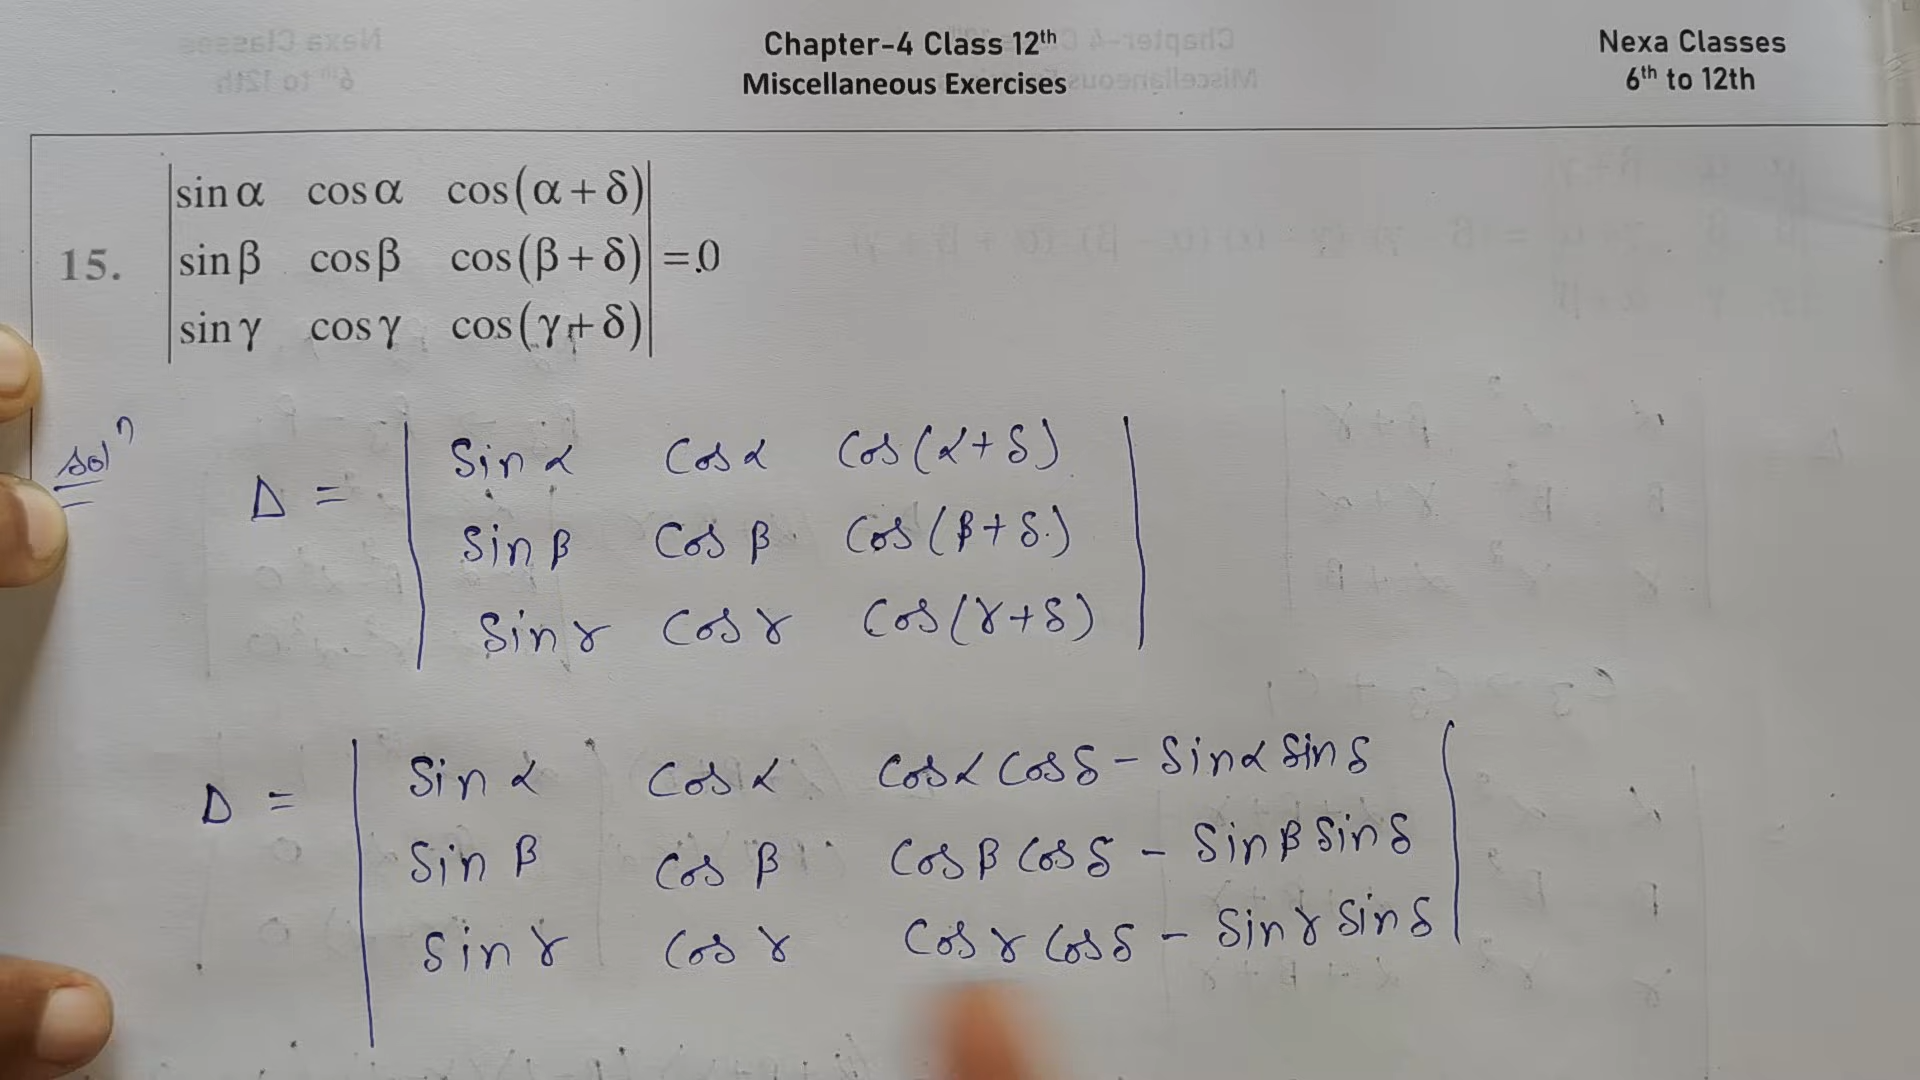 Chapter-4 Class 12th
Miscellaneous Exercises
Nexa Classes
6th to 12th
15. |sin α cos α cos(α + δ)|
|sin β cos β cos(β + δ)| = 0
|sin γ cos γ cos(γ + δ)|
Solⁿ
Δ = | Sin α Cos α Cos (α + δ) |
| Sin β Cos β Cos (β + δ) |
| Sin γ Cos γ Cos (γ + δ) |
Δ = | Sin α Cos α Cos α Cos δ - Sin α Sin δ |
| Sin β Cos β Cos β Cos δ - Sin β Sin δ |
| Sin γ Cos γ Cos γ Cos δ - Sin γ Sin δ |